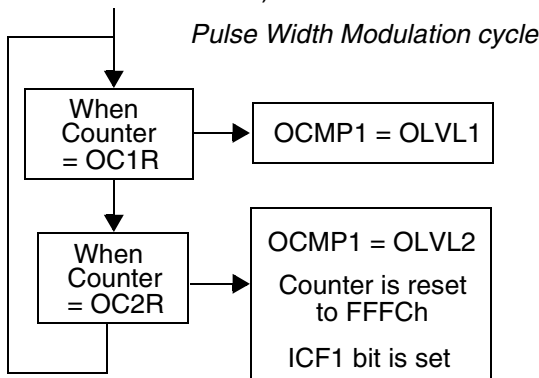 Pulse Width Modulation cycle
When
Counter
= OC1R
OCMP1 = OLVL1
When
Counter
= OC2R
OCMP1 = OLVL2
Counter is reset
to FFFCh
ICF1 bit is set